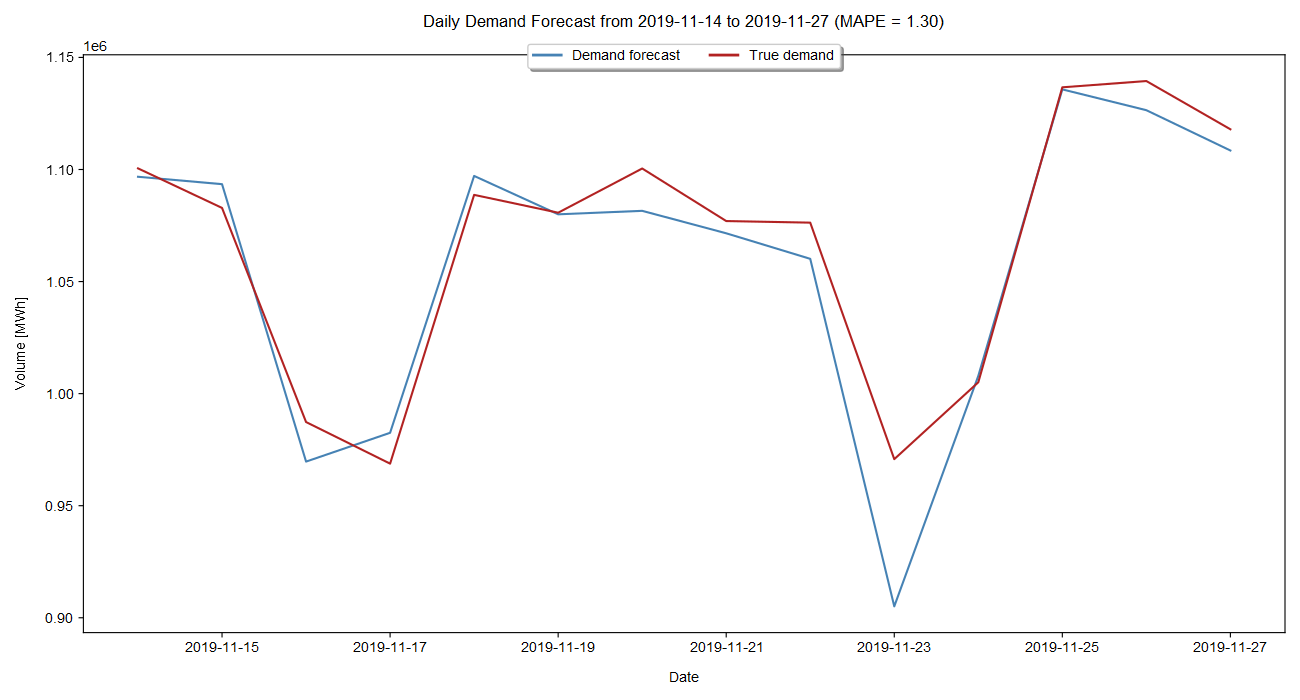 Daily Demand Forecast from 2019-11-14 to 2019-11-27 (MAPE = 1.30)
1e6
Demand forecast True demand
1.15
1.10
1.05
1.00
0.95
0.90
Volume [MWh]
2019-11-15 2019-11-17 2019-11-19 2019-11-21 2019-11-23 2019-11-25 2019-11-27
Date